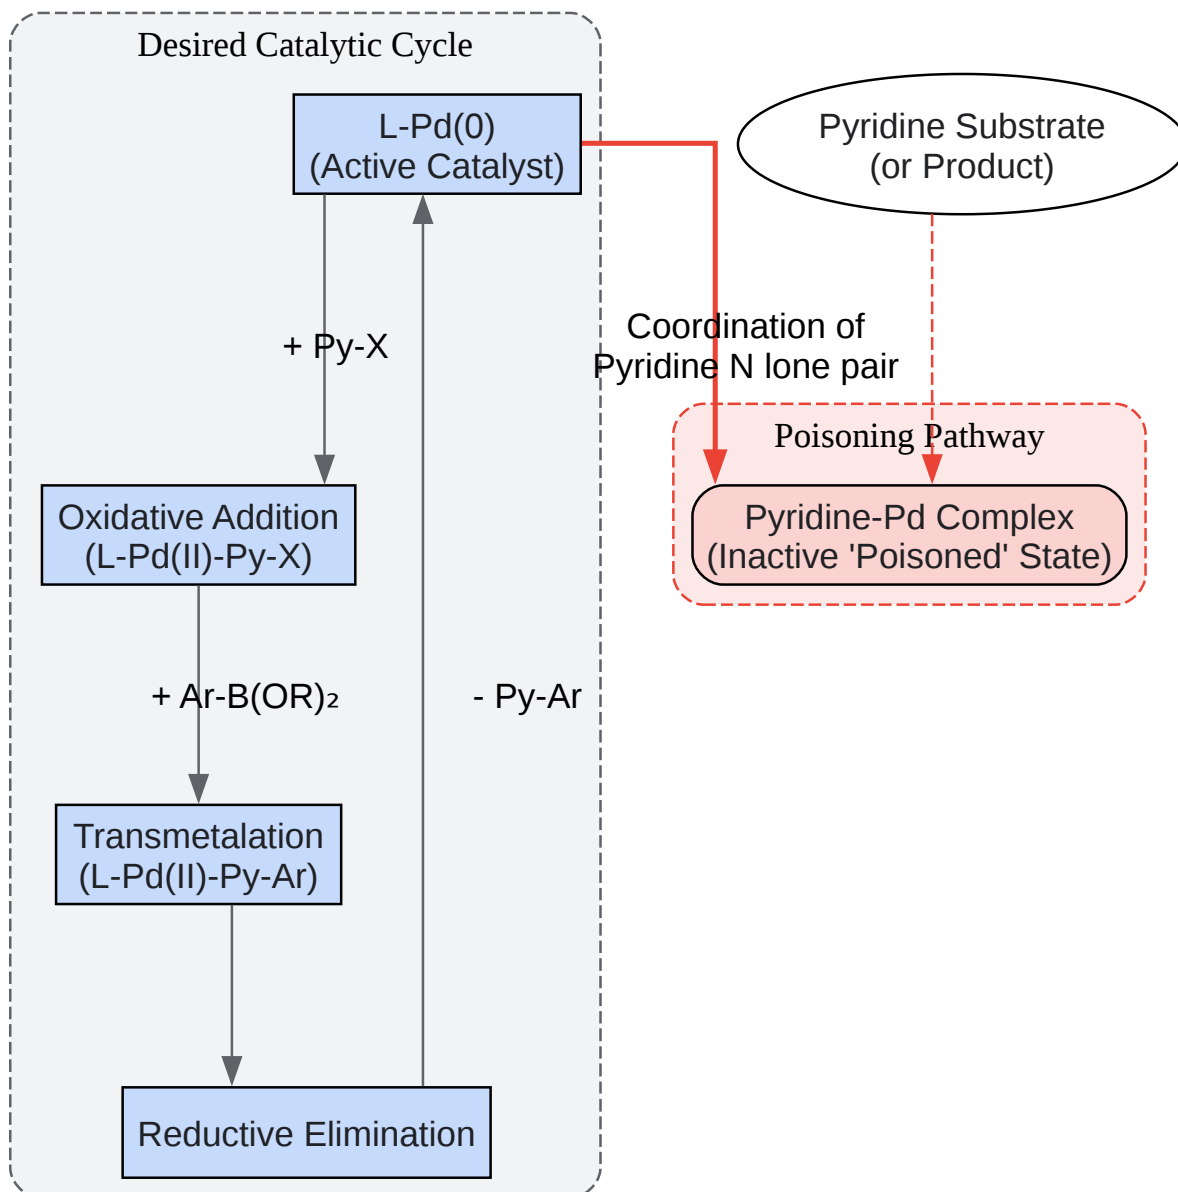 Desired Catalytic Cycle
L-Pd(0)
(Active Catalyst)
Pyridine Substrate
(or Product)
+ Py-X
Coordination of
Pyridine N lone pair
Poisoning Pathway
Oxidative Addition
(L-Pd(II)-Py-X)
Pyridine-Pd Complex
(Inactive 'Poisoned' State)
+ Ar-B(OR)₂
- Py-Ar
Transmetalation
(L-Pd(II)-Py-Ar)
Reductive Elimination